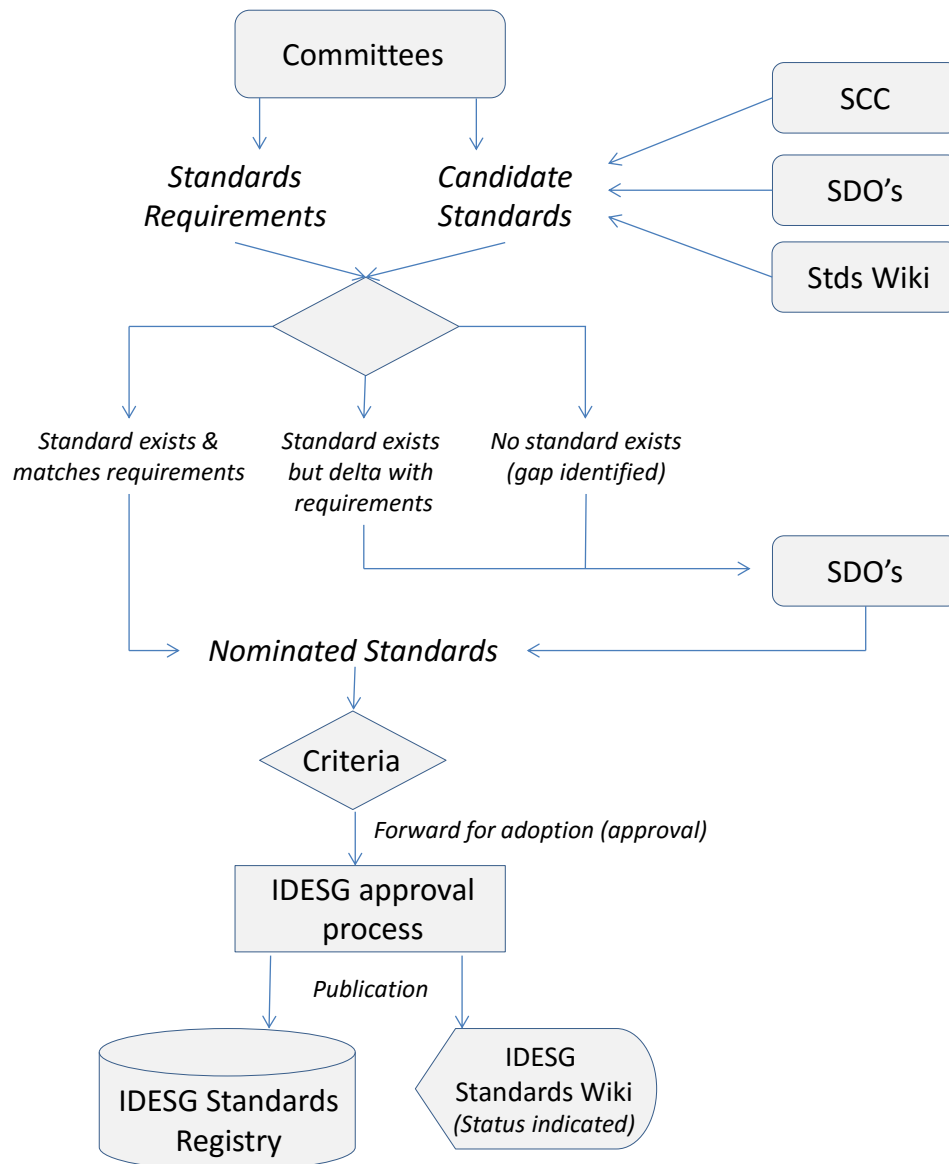 Committees
SCC
Standards
Requirements
Candidate
Standards
SDO’s
Stds Wiki
Standard exists &
matches requirements
Standard exists
but delta with
requirements
No standard exists
(gap identified)
SDO’s
Nominated Standards
Criteria
Forward for adoption (approval)
IDESG approval
process
Publication
IDESG Standards
Registry
IDESG
Standards Wiki
(Status indicated)